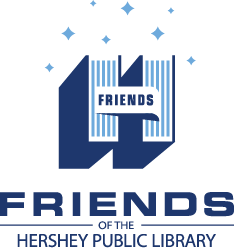 FRIENDS
FRIENDS
OF THE
HERSHEY PUBLIC LIBRARY